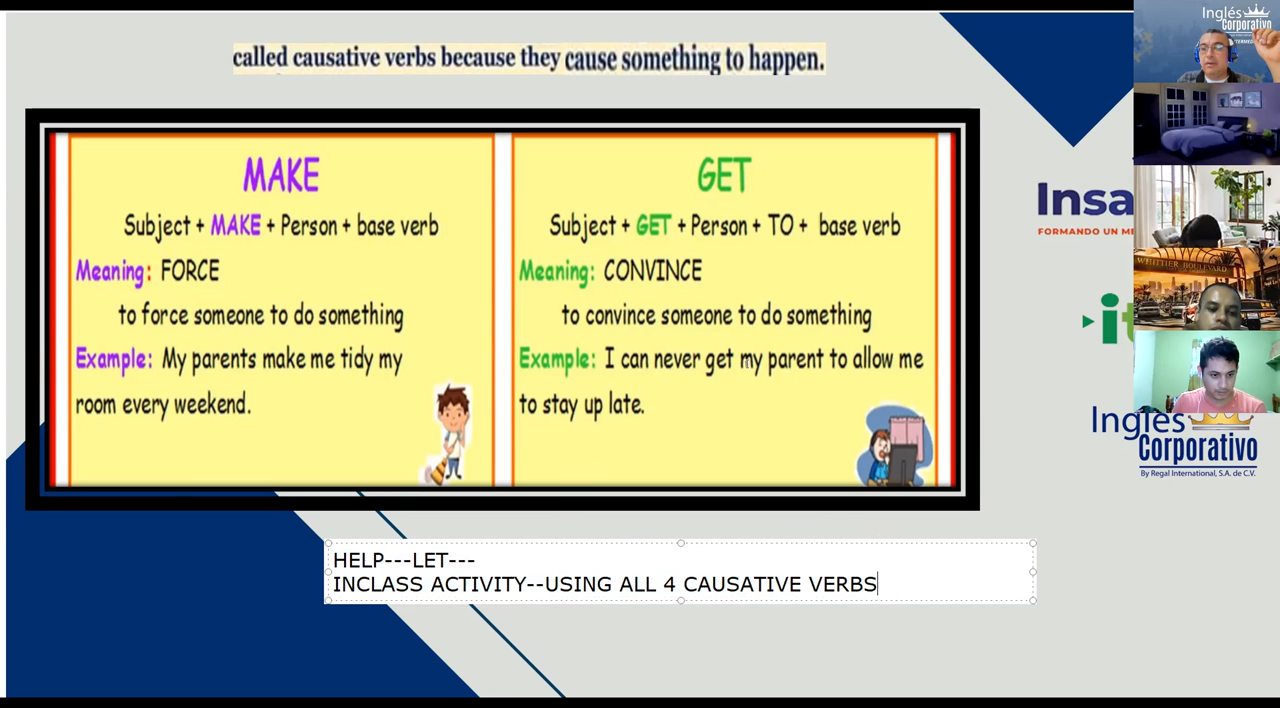 called causative verbs because they cause something to happen.
MAKE
Subject + MAKE + Person + base verb
Meaning: FORCE
to force someone to do something
Example: My parents make me tidy my
room every weekend.
GET
Subject + GET + Person + TO + base verb
Meaning: CONVINCE
to convince someone to do something
Example: I can never get my parent to allow me
to stay up late.
HELP---LET---
INCLASS ACTIVITY--USING ALL 4 CAUSATIVE VERBS
Inglés
Corporativo
WHITTIER BOULEVARD
Insa
FORMANDO UN ME
it
Inglés
Corporativo
By Regal International, S.A. de C.V.